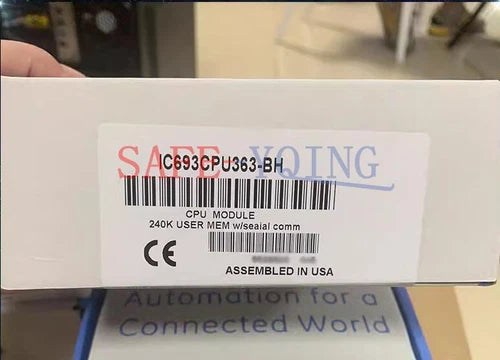 IC693CPU363-BH
SAFE YQING
CPU MODULE
240K USER MEM w/seaial comm
CE
ASSEMBLED IN USA
Automation for a
Connected World